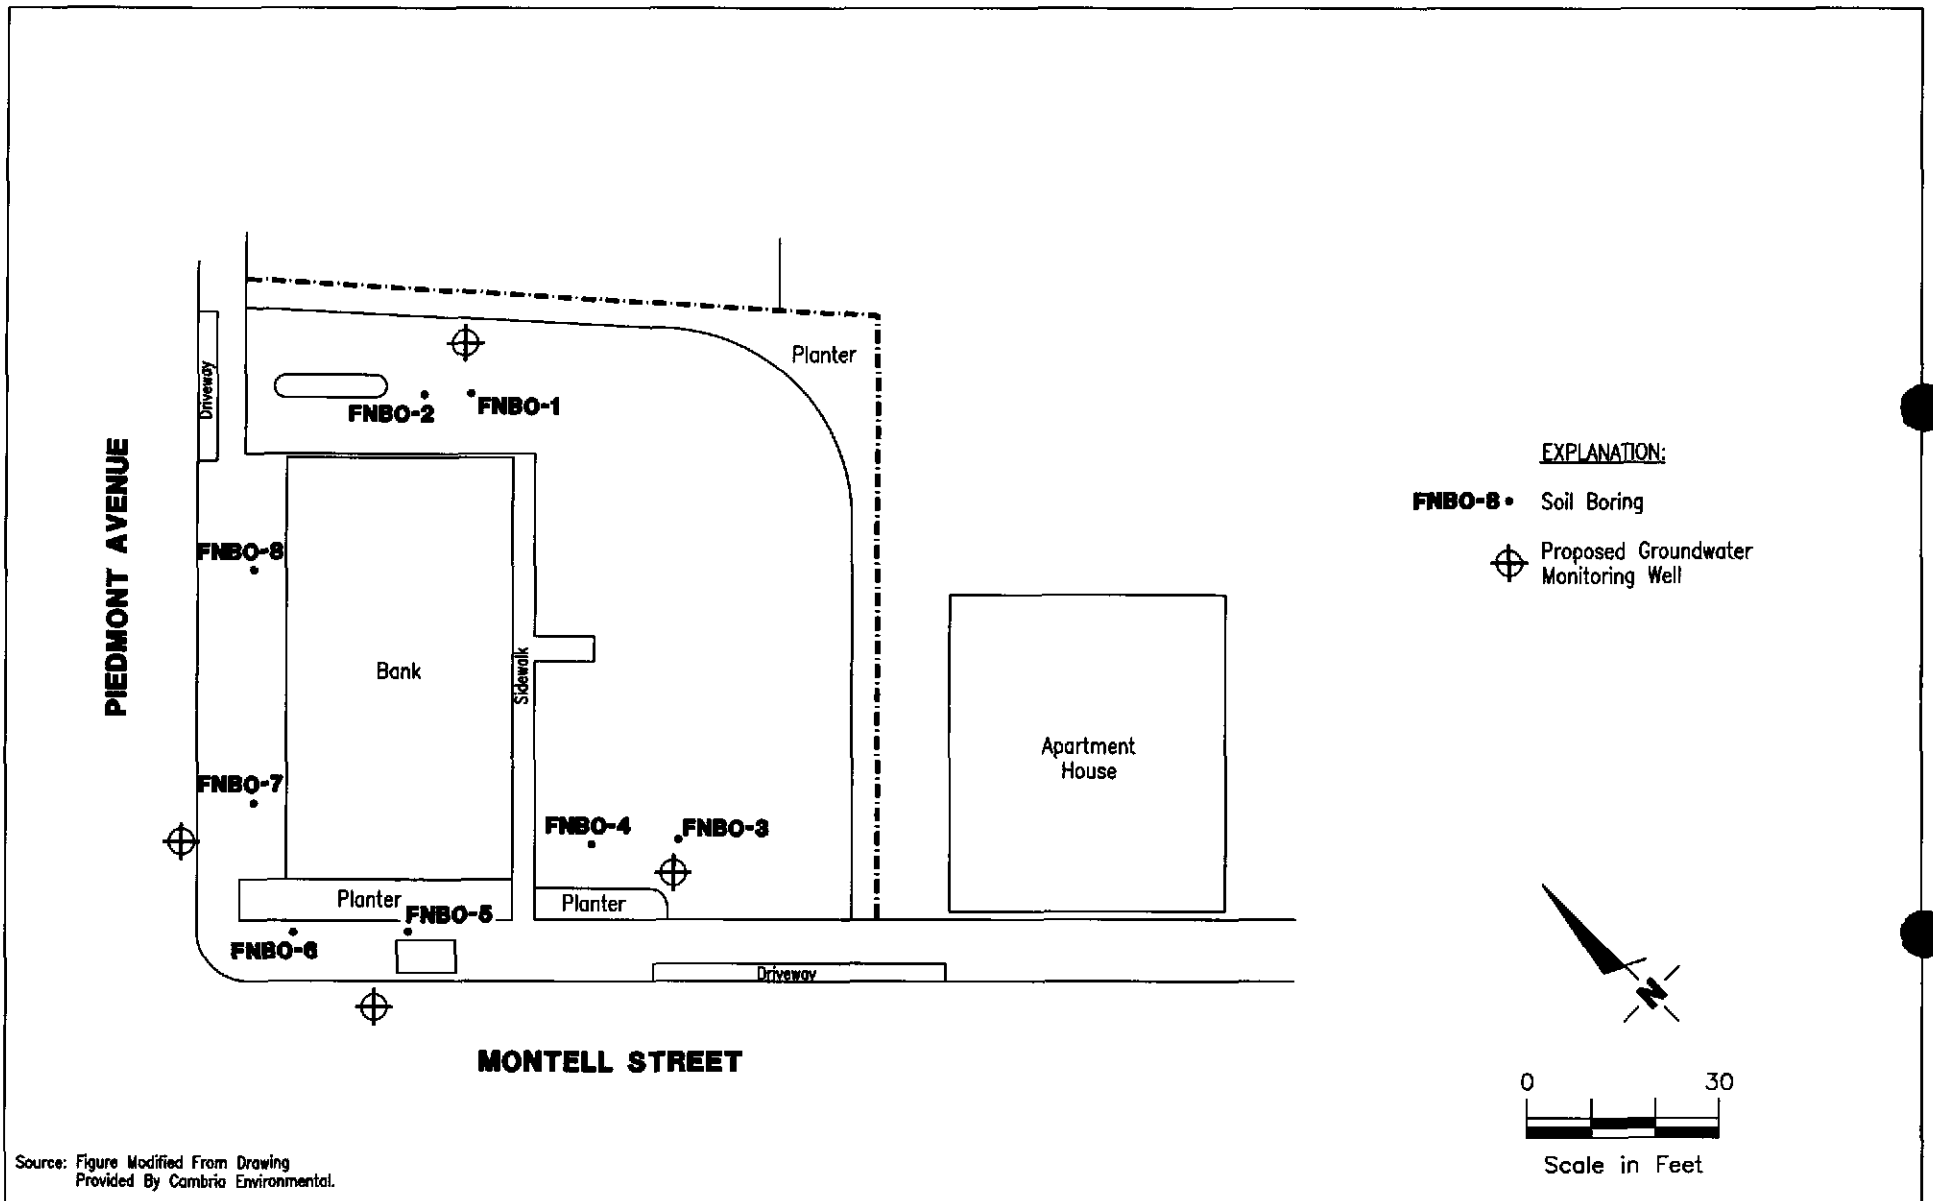 Planter
Driveway
FNBO-2
FNBO-1
PIEDMONT AVENUE
EXPLANATION:
FNBO-8 • Soil Boring
Proposed Groundwater
Monitoring Well
FNBO-8
Bank
Sidewalk
Apartment
House
FNBO-7
FNBO-4
FNBO-3
Planter
Planter
FNBO-5
FNBO-6
Driveway
N
MONTELL STREET
0 30
Scale in Feet
Source: Figure Modified From Drawing
Provided By Cambria Environmental.